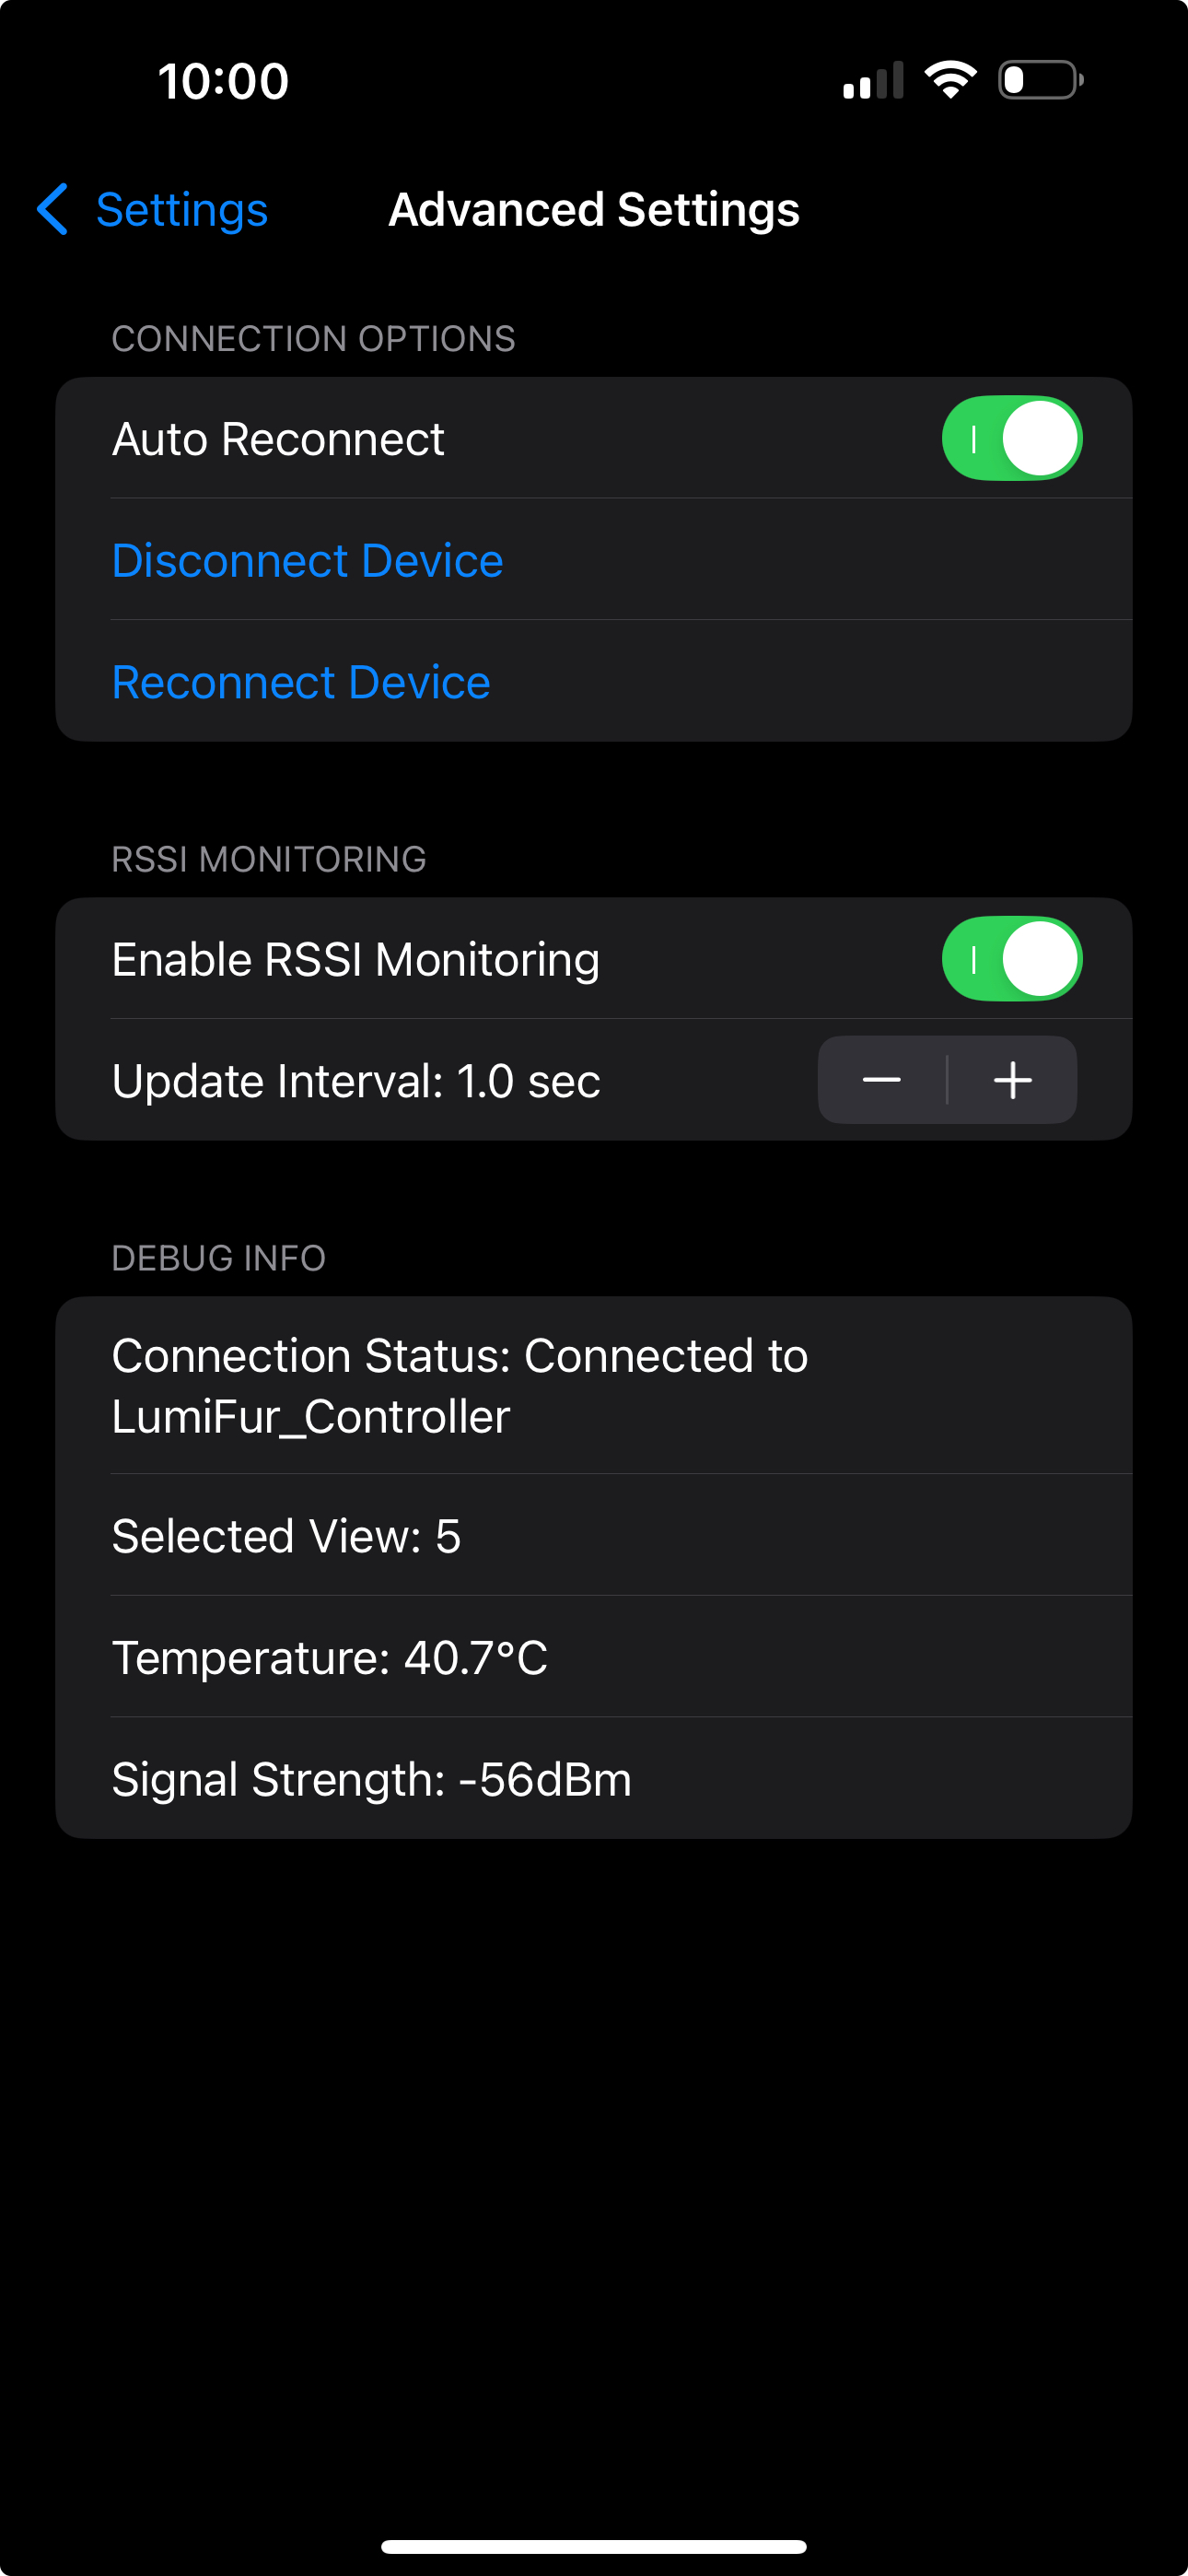 10:00
Settings
Advanced Settings
CONNECTION OPTIONS
Auto Reconnect
Disconnect Device
Reconnect Device
RSSI MONITORING
Enable RSSI Monitoring
Update Interval: 1.0 sec
DEBUG INFO
Connection Status: Connected to
LumiFur_Controller
Selected View: 5
Temperature: 40.7°C
Signal Strength: -56dBm